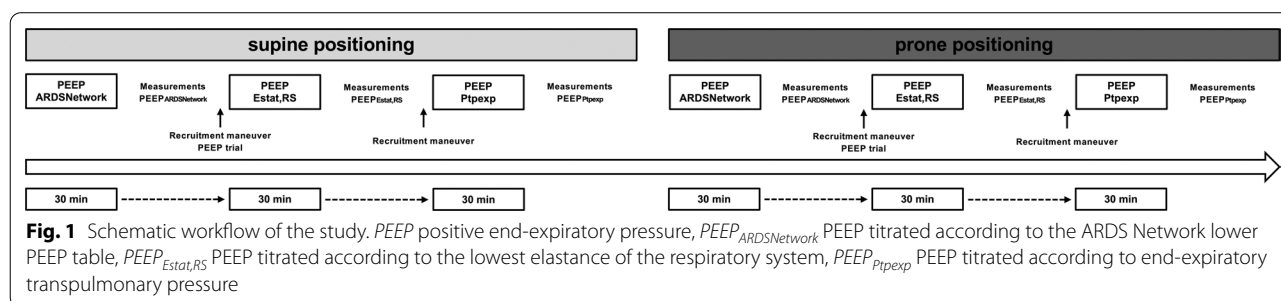 supine positioning
prone positioning
PEEP
ARDSNetwork
Measurements
PEEPARDSNetwork
PEEP
Estat,RS
Measurements
PEEPEstat,RS
PEEP
Ptpexp
Measurements
PEEPPtpexp
PEEP
ARDSNetwork
Measurements
PEEPARDSNetwork
PEEP
Estat,RS
Measurements
PEEPEstat,RS
PEEP
Ptpexp
Measurements
PEEPPtpexp
Recruitment maneuver
PEEP trial
Recruitment maneuver
Recruitment maneuver
PEEP trial
Recruitment maneuver
30 min
30 min
30 min
30 min
30 min
30 min
Fig. 1 Schematic workflow of the study. PEEP positive end-expiratory pressure, PEEPARDSNetwork PEEP titrated according to the ARDS Network lower
PEEP table, PEEPEstat,RS PEEP titrated according to the lowest elastance of the respiratory system, PEEPPtpexp PEEP titrated according to end-expiratory
transpulmonary pressure